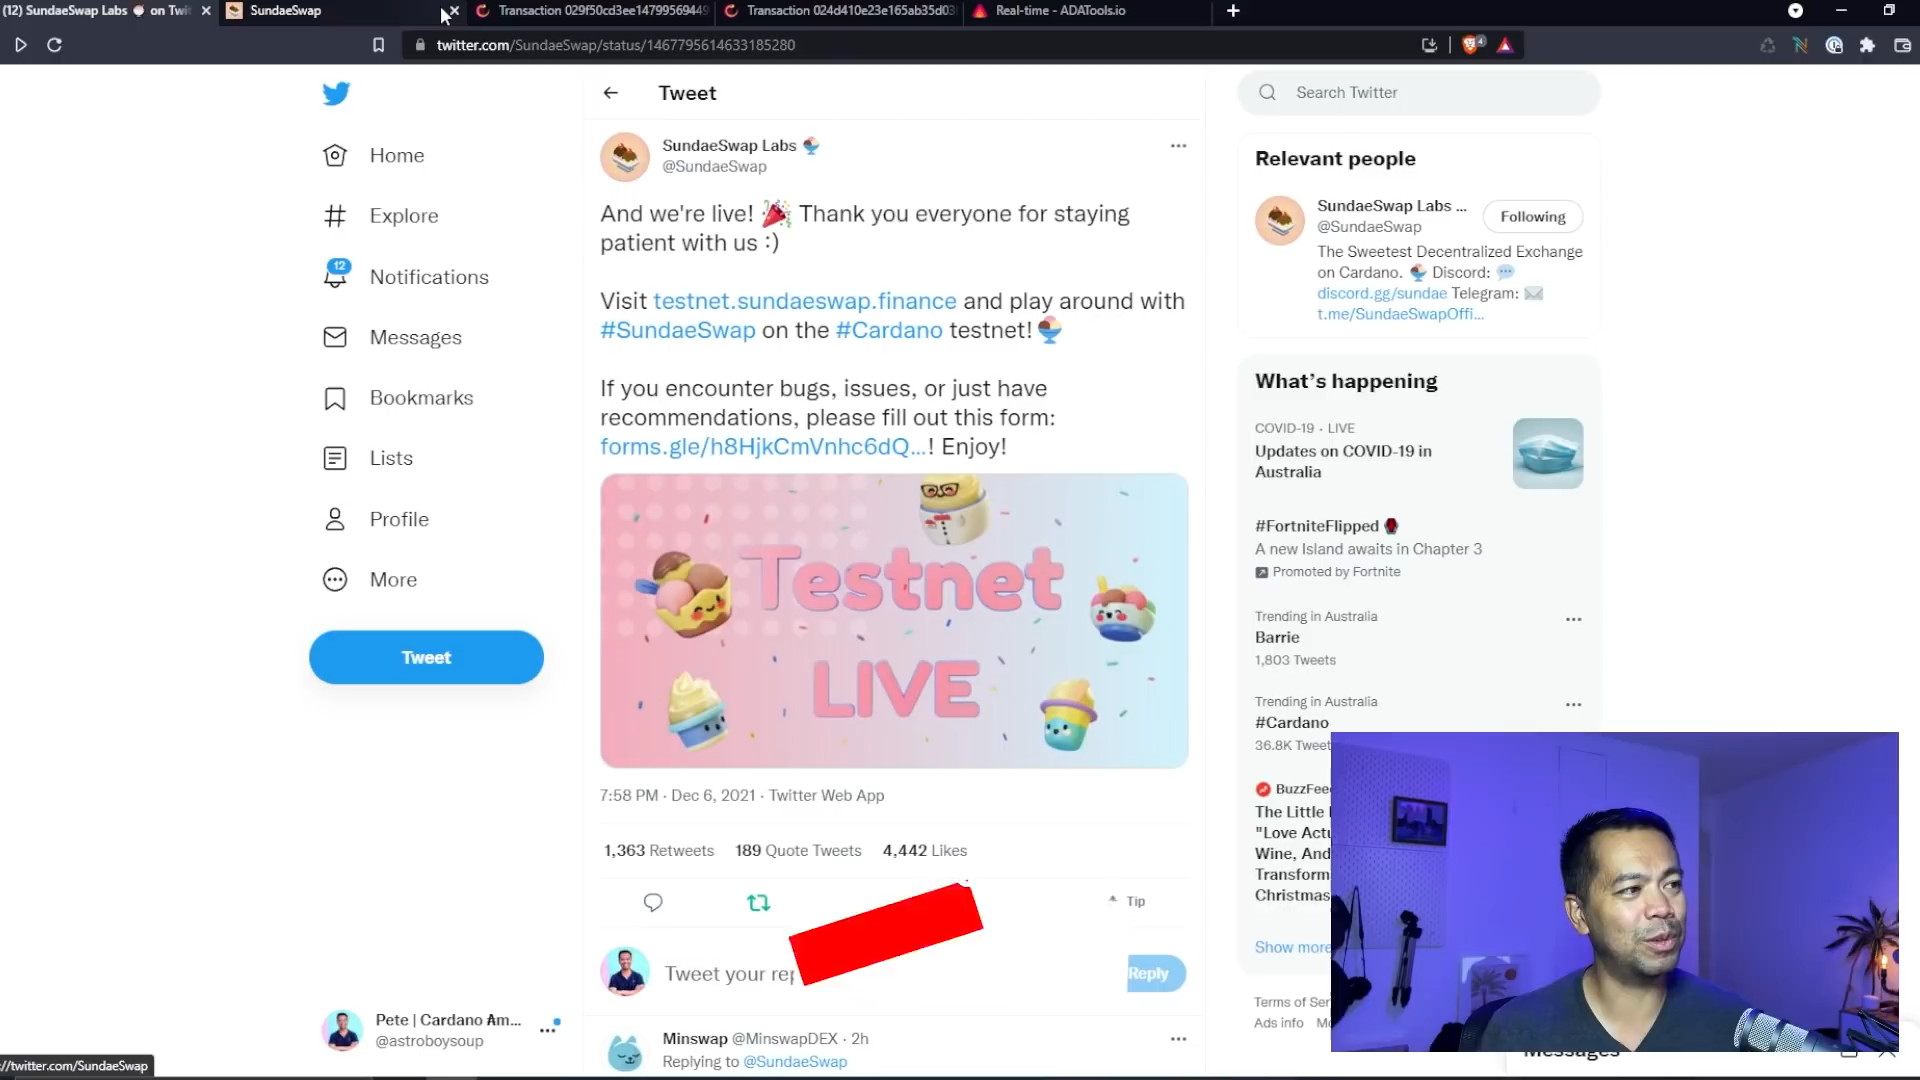 (12) SundaeSwap Labs on Twi
SundaeSwap
Transaction 029f50cd3ee14799569449
Transaction 024d410e23e165ab35d03
Real-time - ADATools.io
twitter.com/SundaeSwap/status/1467795614633185280
4
Home
Explore
12
Notifications
Messages
Bookmarks
Lists
Profile
More
Tweet
Pete | Cardano ₳m...
@astroboysoup
://twitter.com/SundaeSwap
Tweet
SundaeSwap Labs 🍨
@SundaeSwap
And we're live! 🎉 Thank you everyone for staying
patient with us :)
Visit testnet.sundaeswap.finance and play around with
#SundaeSwap on the #Cardano testnet! 🍨
If you encounter bugs, issues, or just have
recommendations, please fill out this form:
forms.gle/h8HjkCmVnhc6dQ...! Enjoy!
Testnet
LIVE
7:58 PM · Dec 6, 2021 · Twitter Web App
1,363 Retweets 189 Quote Tweets 4,442 Likes
Tip
Tweet your rep
Reply
Minswap @MinswapDEX · 2h
Replying to @SundaeSwap
Search Twitter
Relevant people
SundaeSwap Labs ...
@SundaeSwap
Following
The Sweetest Decentralized Exchange
on Cardano. 🍨 Discord: 💬
discord.gg/sundae Telegram: ✉️
t.me/SundaeSwapOffi...
What's happening
COVID-19 · LIVE
Updates on COVID-19 in
Australia
#FortniteFlipped
A new Island awaits in Chapter 3
Promoted by Fortnite
Trending in Australia
Barrie
1,803 Tweets
Trending in Australia
#Cardano
36.8K Tweet
BuzzFee
The Little
"Love Actu
Wine, And
Transform
Christmas
Show more
Terms of Ser
Ads info Mo
Messages